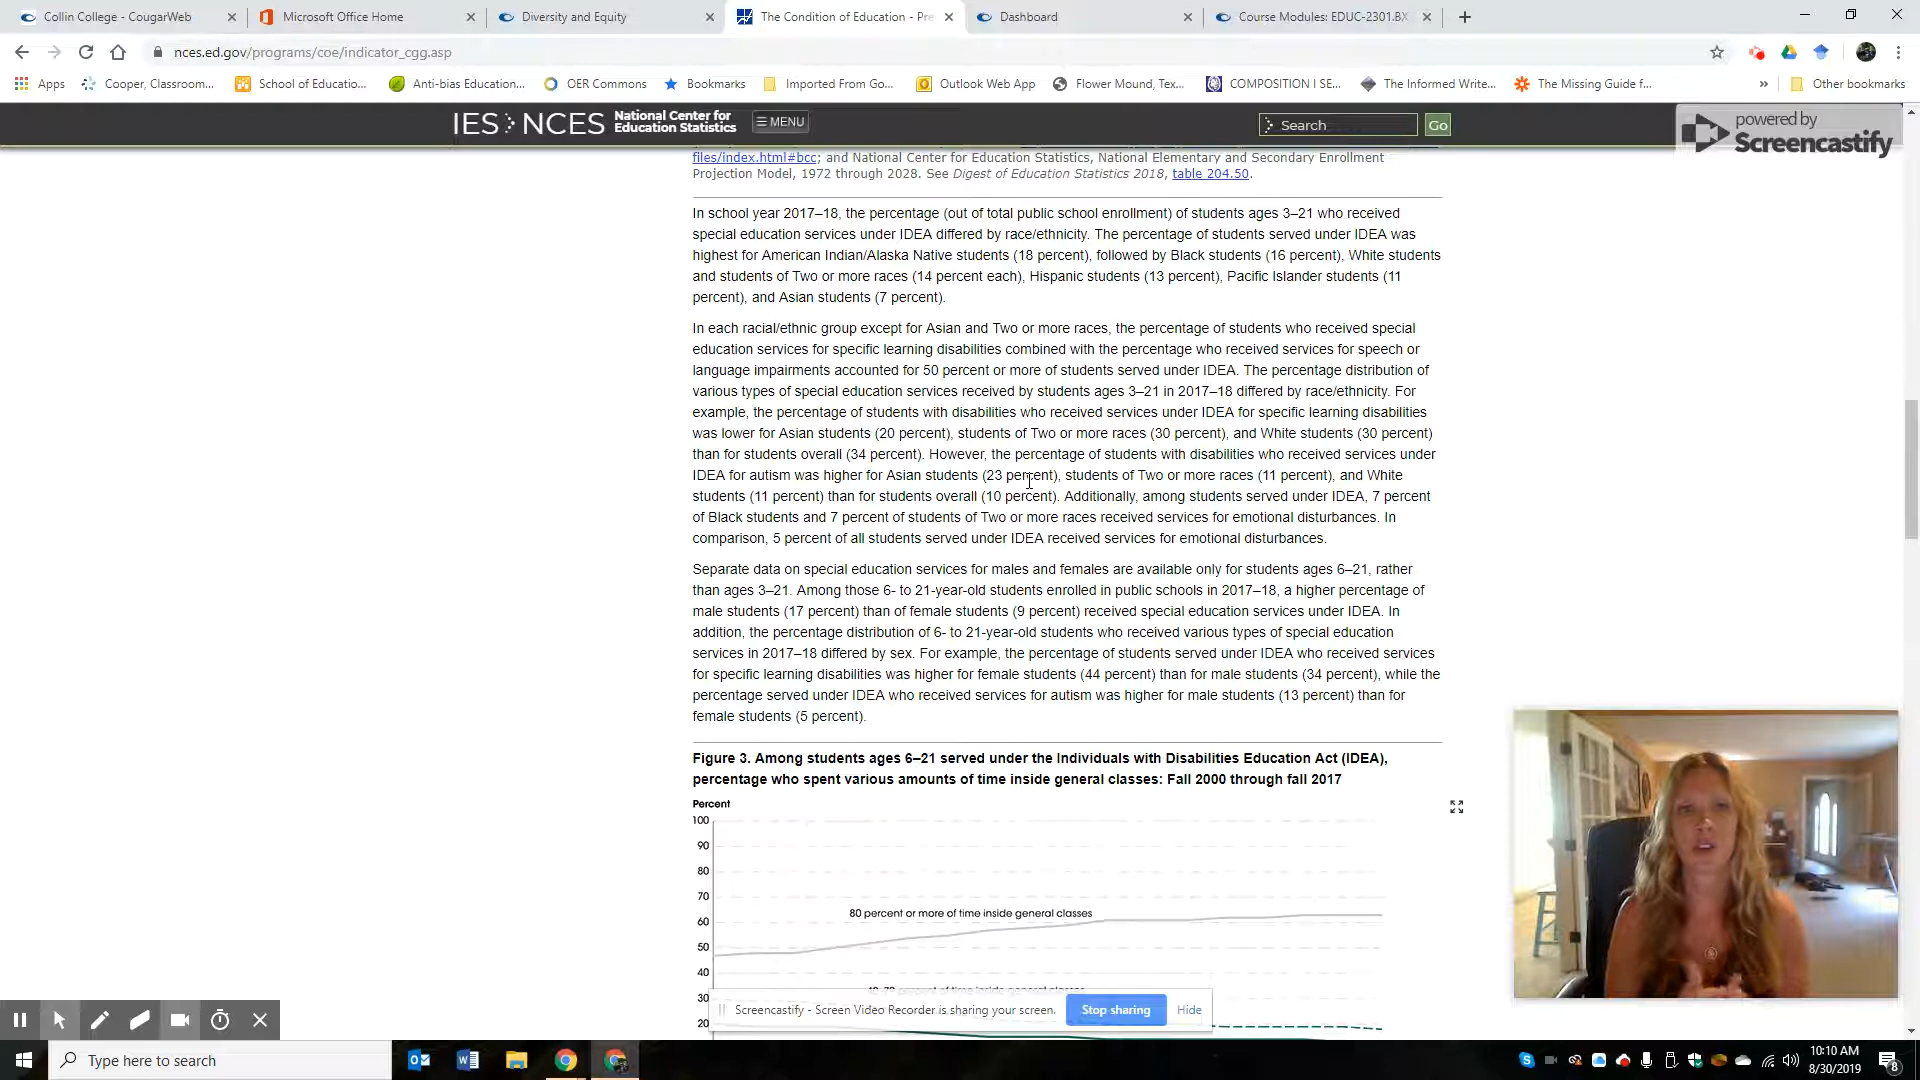 Collin College - CougarWeb
Microsoft Office Home
Diversity and Equity
The Condition of Education - Pre
Dashboard
Course Modules: EDUC-2301.BX
nces.ed.gov/programs/coe/indicator_cgg.asp
Apps
Cooper, Classroom...
School of Educatio...
Anti-bias Education...
OER Commons
Bookmarks
Imported From Go...
Outlook Web App
Flower Mound, Tex...
COMPOSITION I SE...
The Informed Write...
The Missing Guide f...
»
Other bookmarks
IES NCES National Center for
Education Statistics
MENU
Search
Go
powered by
Screencastify
files/index.html#bcc; and National Center for Education Statistics, National Elementary and Secondary Enrollment
Projection Model, 1972 through 2028. See Digest of Education Statistics 2018, table 204.50.
In school year 2017–18, the percentage (out of total public school enrollment) of students ages 3–21 who received
special education services under IDEA differed by race/ethnicity. The percentage of students served under IDEA was
highest for American Indian/Alaska Native students (18 percent), followed by Black students (16 percent), White students
and students of Two or more races (14 percent each), Hispanic students (13 percent), Pacific Islander students (11
percent), and Asian students (7 percent).
In each racial/ethnic group except for Asian and Two or more races, the percentage of students who received special
education services for specific learning disabilities combined with the percentage who received services for speech or
language impairments accounted for 50 percent or more of students served under IDEA. The percentage distribution of
various types of special education services received by students ages 3–21 in 2017–18 differed by race/ethnicity. For
example, the percentage of students with disabilities who received services under IDEA for specific learning disabilities
was lower for Asian students (20 percent), students of Two or more races (30 percent), and White students (30 percent)
than for students overall (34 percent). However, the percentage of students with disabilities who received services under
IDEA for autism was higher for Asian students (23 percent), students of Two or more races (11 percent), and White
students (11 percent) than for students overall (10 percent). Additionally, among students served under IDEA, 7 percent
of Black students and 7 percent of students of Two or more races received services for emotional disturbances. In
comparison, 5 percent of all students served under IDEA received services for emotional disturbances.
Separate data on special education services for males and females are available only for students ages 6–21, rather
than ages 3–21. Among those 6- to 21-year-old students enrolled in public schools in 2017–18, a higher percentage of
male students (17 percent) than of female students (9 percent) received special education services under IDEA. In
addition, the percentage distribution of 6- to 21-year-old students who received various types of special education
services in 2017–18 differed by sex. For example, the percentage of students served under IDEA who received services
for specific learning disabilities was higher for female students (44 percent) than for male students (34 percent), while the
percentage served under IDEA who received services for autism was higher for male students (13 percent) than for
female students (5 percent).
Figure 3. Among students ages 6–21 served under the Individuals with Disabilities Education Act (IDEA),
percentage who spent various amounts of time inside general classes: Fall 2000 through fall 2017
Percent
100
90
80
70
80 percent or more of time inside general classes
60
50
40
30
20
Screencastify - Screen Video Recorder is sharing your screen.
Stop sharing
Hide
Type here to search
10:10 AM
8/30/2019
8